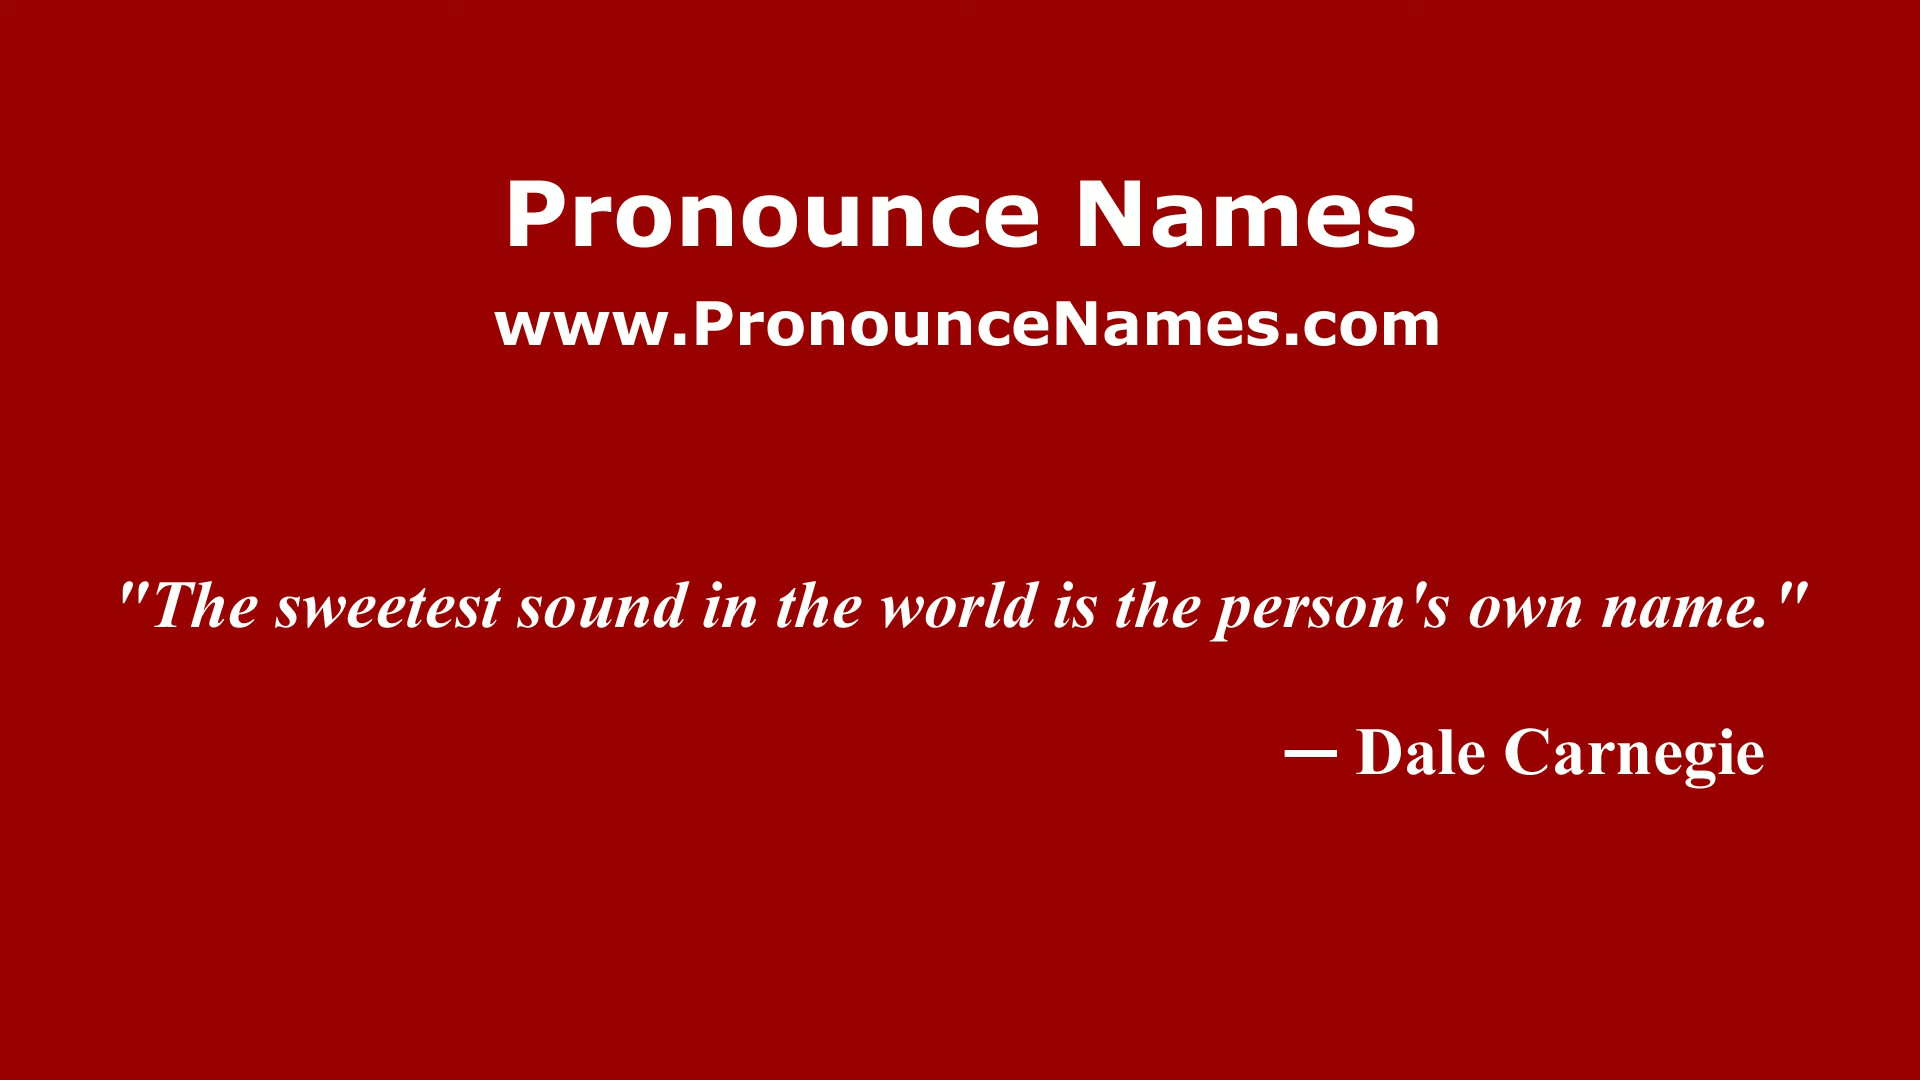 Pronounce Names
www.PronounceNames.com
"The sweetest sound in the world is the person's own name."
— Dale Carnegie